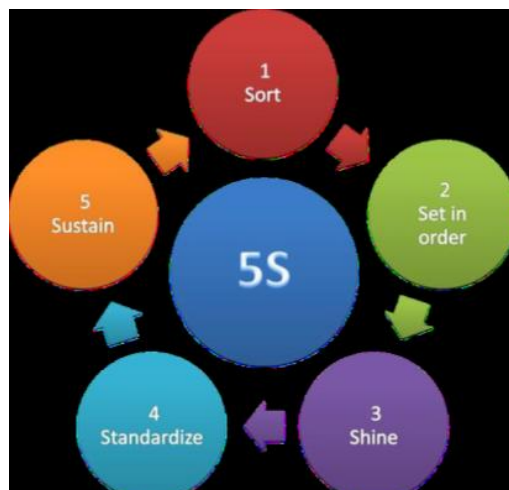 1
Sort
2
Set in
order
3
Shine
4
Standardize
5
Sustain
5S